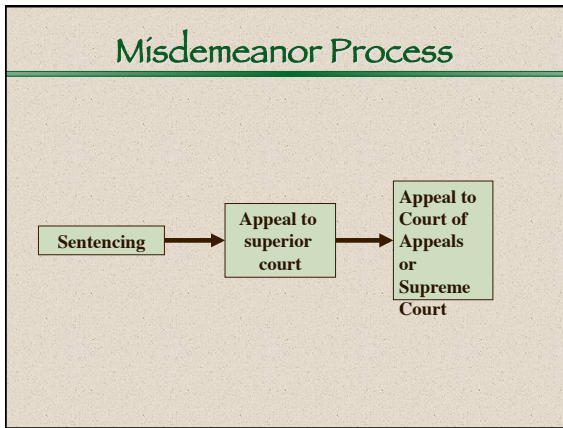 Misdemeanor Process
Sentencing
Appeal to
superior
court
Appeal to
Court of
Appeals
or
Supreme
Court